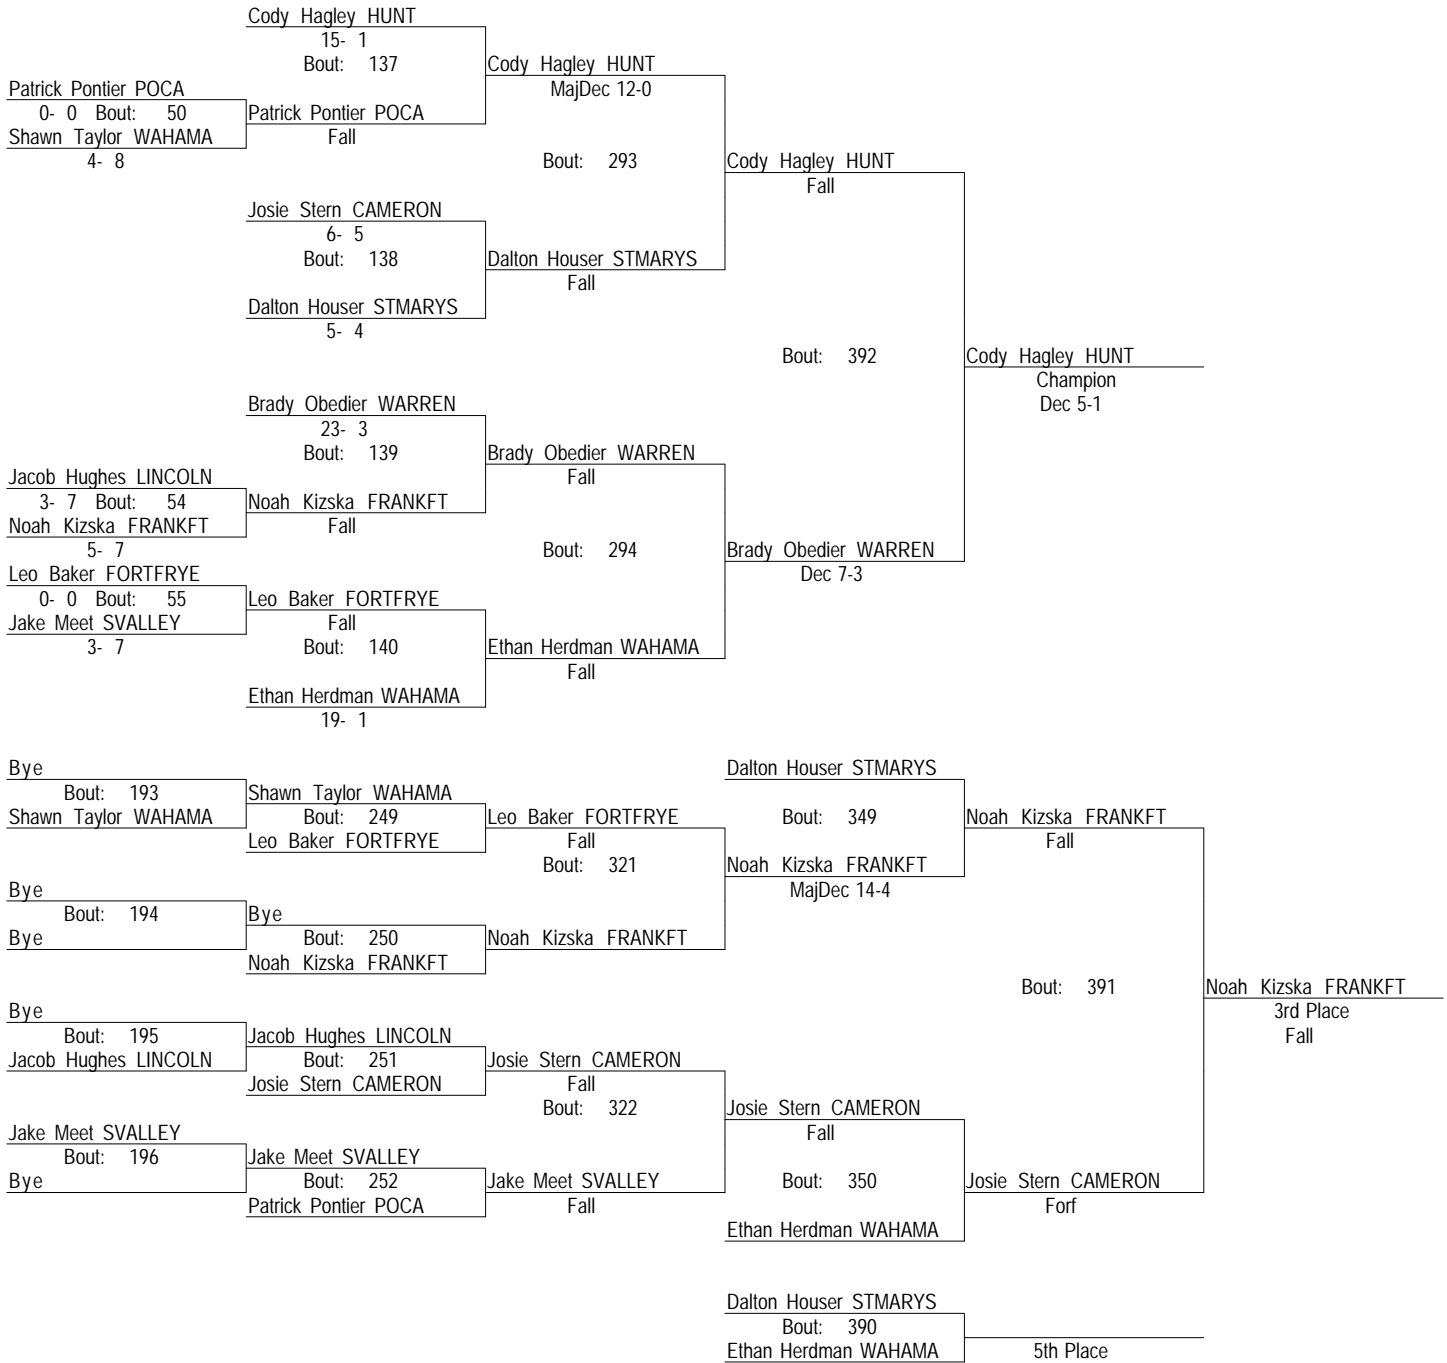 Cody Hagley HUNT
15- 1
Bout: 137
Cody Hagley HUNT
Patrick Pontier POCA
MajDec 12-0
0- 0 Bout: 50
Patrick Pontier POCA
Shawn Taylor WAHAMA
Fall
4- 8
Bout: 293
Cody Hagley HUNT
Fall
Josie Stern CAMERON
6- 5
Bout: 138
Dalton Houser STMARYS
Fall
Dalton Houser STMARYS
5- 4
Bout: 392
Cody Hagley HUNT
Champion
Dec 5-1
Brady Obedier WARREN
23- 3
Bout: 139
Brady Obedier WARREN
Jacob Hughes LINCOLN
Fall
3- 7 Bout: 54
Noah Kizska FRANKFT
Noah Kizska FRANKFT
Fall
5- 7
Bout: 294
Brady Obedier WARREN
Leo Baker FORTFRYE
Dec 7-3
0- 0 Bout: 55
Leo Baker FORTFRYE
Jake Meet SVALLEY
Fall
3- 7
Bout: 140
Ethan Herdman WAHAMA
Fall
Ethan Herdman WAHAMA
19- 1
Bye
Dalton Houser STMARYS
Bout: 193
Shawn Taylor WAHAMA
Shawn Taylor WAHAMA
Bout: 249
Leo Baker FORTFRYE
Bout: 349
Noah Kizska FRANKFT
Leo Baker FORTFRYE
Fall
Fall
Bout: 321
Noah Kizska FRANKFT
Bye
MajDec 14-4
Bout: 194
Bye
Bye
Bout: 250
Noah Kizska FRANKFT
Noah Kizska FRANKFT
Bout: 391
Noah Kizska FRANKFT
3rd Place
Fall
Bye
Bout: 195
Jacob Hughes LINCOLN
Jacob Hughes LINCOLN
Bout: 251
Josie Stern CAMERON
Josie Stern CAMERON
Fall
Bout: 322
Josie Stern CAMERON
Jake Meet SVALLEY
Fall
Bout: 196
Jake Meet SVALLEY
Bye
Bout: 252
Jake Meet SVALLEY
Bout: 350
Josie Stern CAMERON
Patrick Pontier POCA
Fall
Forf
Ethan Herdman WAHAMA
Dalton Houser STMARYS
Bout: 390
Ethan Herdman WAHAMA
5th Place